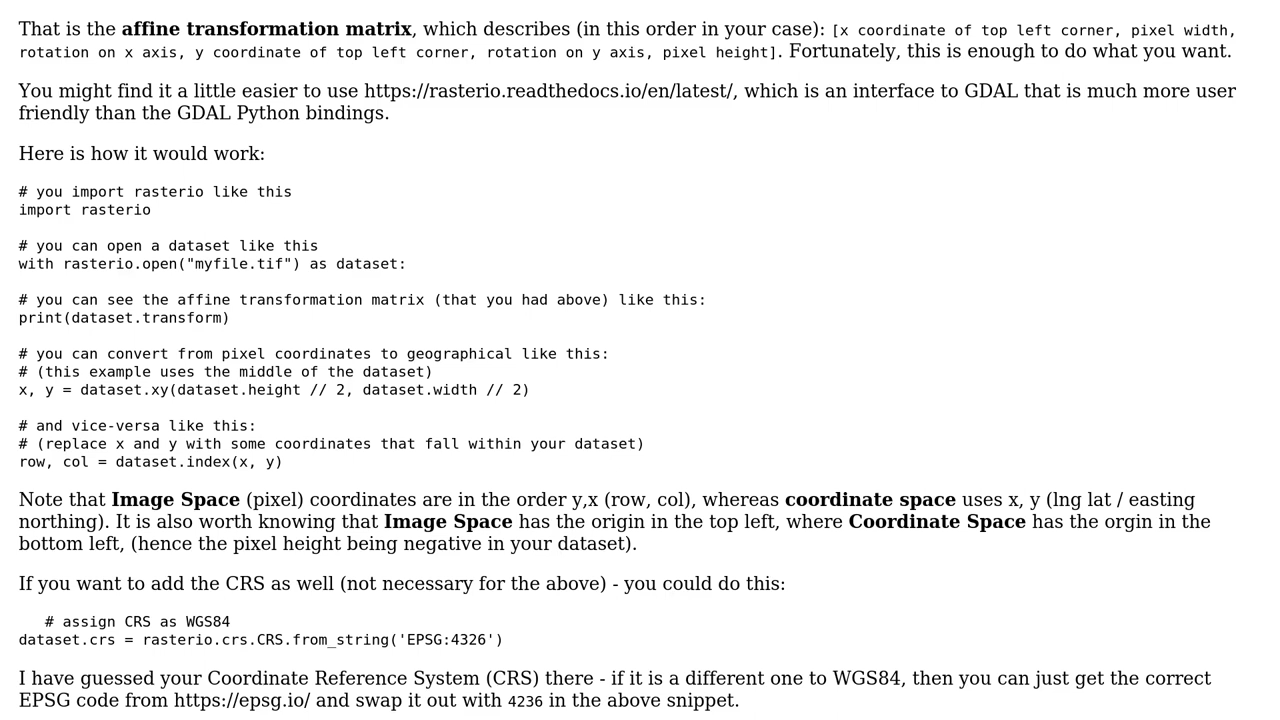 That is the affine transformation matrix, which describes (in this order in your case): [x coordinate of top left corner, pixel width,
rotation on x axis, y coordinate of top left corner, rotation on y axis, pixel height]. Fortunately, this is enough to do what you want.
You might find it a little easier to use https://rasterio.readthedocs.io/en/latest/, which is an interface to GDAL that is much more user
friendly than the GDAL Python bindings.
Here is how it would work:
# you import rasterio like this
import rasterio
# you can open a dataset like this
with rasterio.open("myfile.tif") as dataset:
# you can see the affine transformation matrix (that you had above) like this:
print(dataset.transform)
# you can convert from pixel coordinates to geographical like this:
# (this example uses the middle of the dataset)
x, y = dataset.xy(dataset.height // 2, dataset.width // 2)
# and vice-versa like this:
# (replace x and y with some coordinates that fall within your dataset)
row, col = dataset.index(x, y)
Note that Image Space (pixel) coordinates are in the order y,x (row, col), whereas coordinate space uses x, y (lng lat / easting
northing). It is also worth knowing that Image Space has the origin in the top left, where Coordinate Space has the orgin in the
bottom left, (hence the pixel height being negative in your dataset).
If you want to add the CRS as well (not necessary for the above) - you could do this:
# assign CRS as WGS84
dataset.crs = rasterio.crs.CRS.from_string('EPSG:4326')
I have guessed your Coordinate Reference System (CRS) there - if it is a different one to WGS84, then you can just get the correct
EPSG code from https://epsg.io/ and swap it out with 4236 in the above snippet.